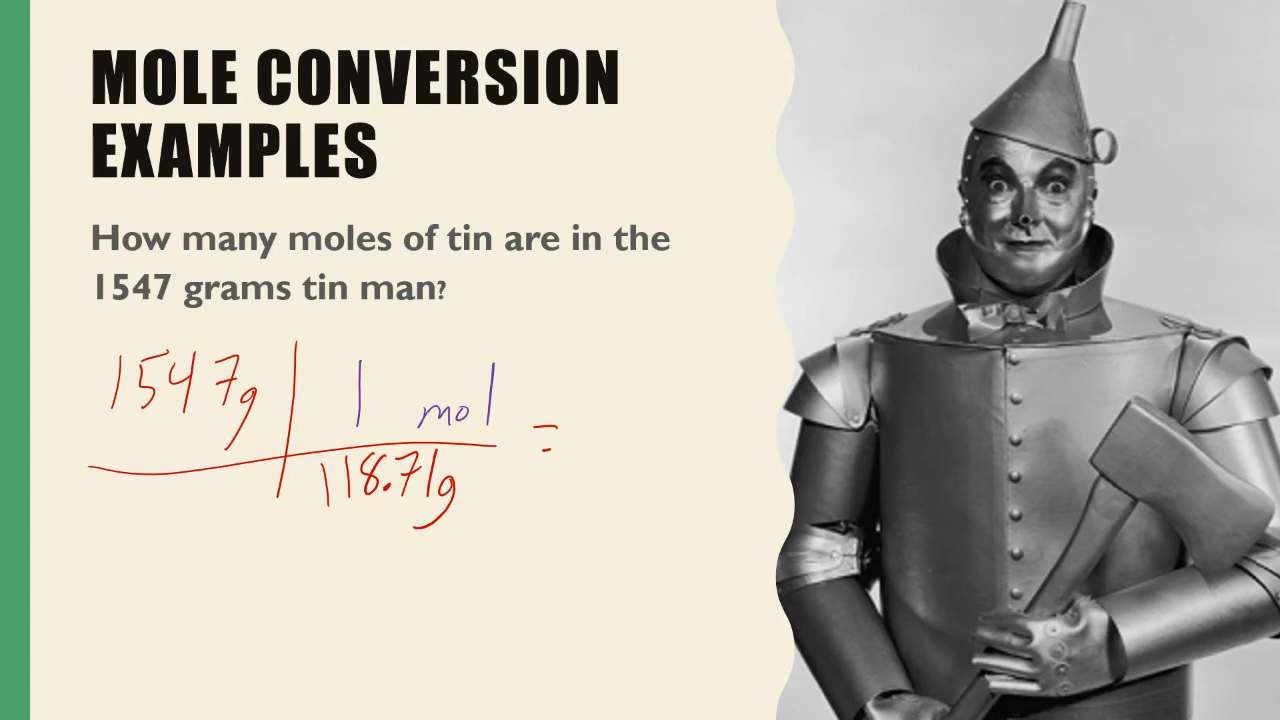 MOLE CONVERSION
EXAMPLES
How many moles of tin are in the
1547 grams tin man?
1547g 1 mol =
118.71g